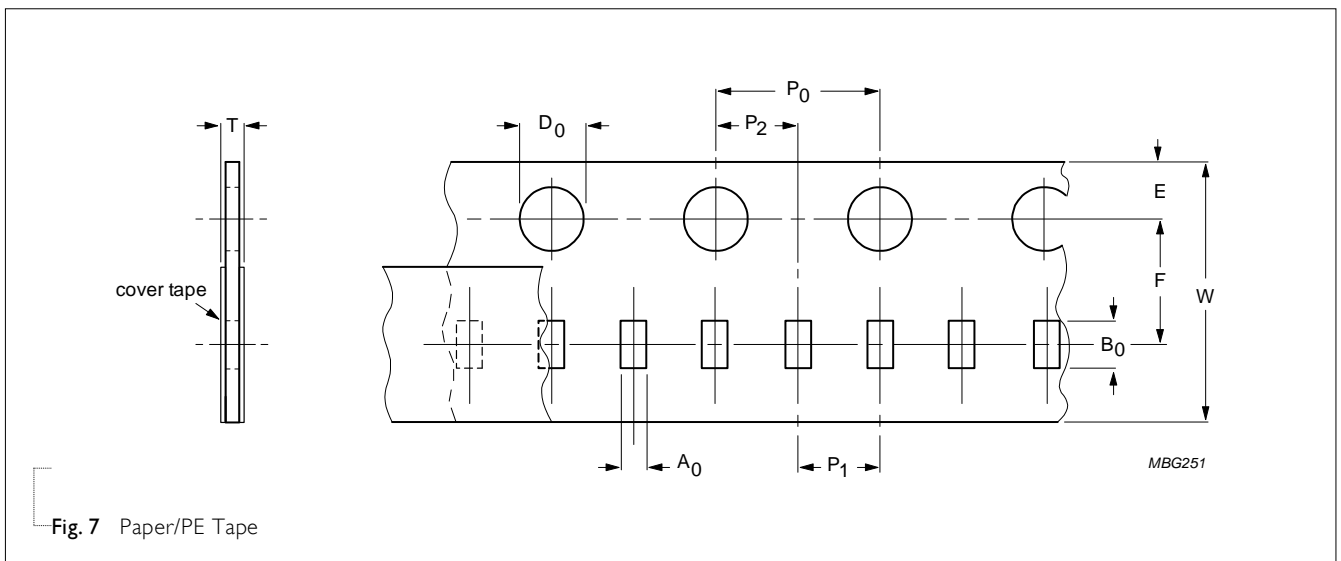 P0
T
D0
P2
E
F
W
cover tape
B0
A0
P1
MBG251
Fig. 7 Paper/PE Tape